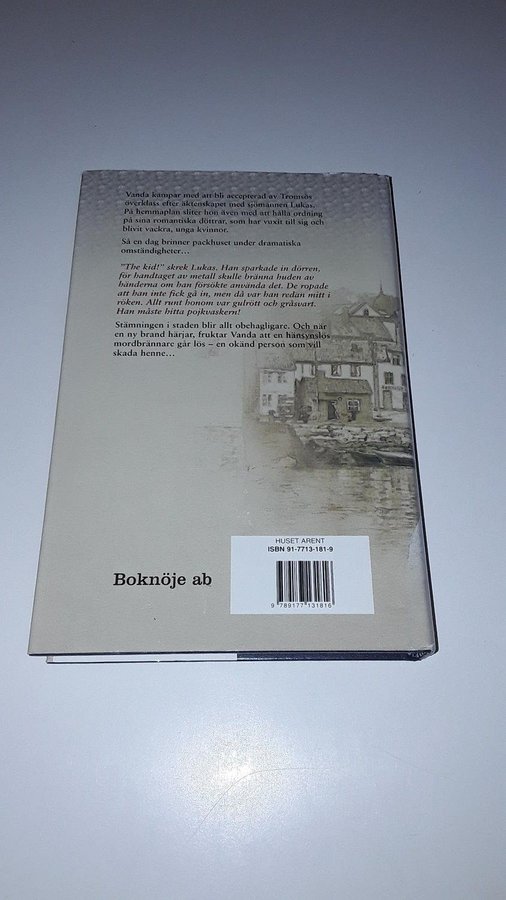 Vanda kämpar med att bli accepterad av Tromsös
överklass efter äktenskapet med sjömannen Lukas.
På hemmaplan sliter hon även med att hålla ordning
på sina romantiska döttrar, som har vuxit till sig och
blivit vackra, unga kvinnor.
Så en dag brinner packhuset under dramatiska
omständigheter...
"The kid!" skrek Lukas. Han sparkade in dörren,
för handtaget av metall skulle bränna huden av
händerna om han försökte använda det. De ropade
att han inte fick gå in, men då var han redan mitt i
röken. Allt runt honom var gulrött och gråsvart.
Han måste hitta pojkvaskern!
Stämningen i staden blir allt obehagligare. Och när
en ny brand härjar, fruktar Vanda att en hänsynslös
mordbrännare går lös – en okänd person som vill
skada henne...
HUSET ARENT
ISBN 91-7713-181-9
9 789177 131816
Boknöje ab